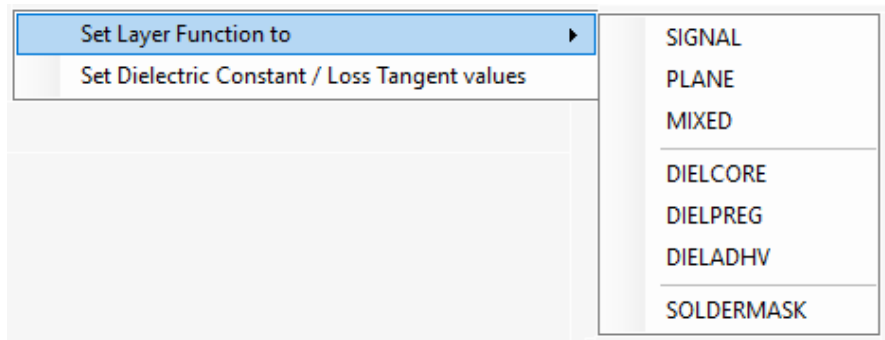 Set Layer Function to
Set Dielectric Constant / Loss Tangent values
SIGNAL
PLANE
MIXED
DIELCORE
DIELPREG
DIELADHV
SOLDERMASK